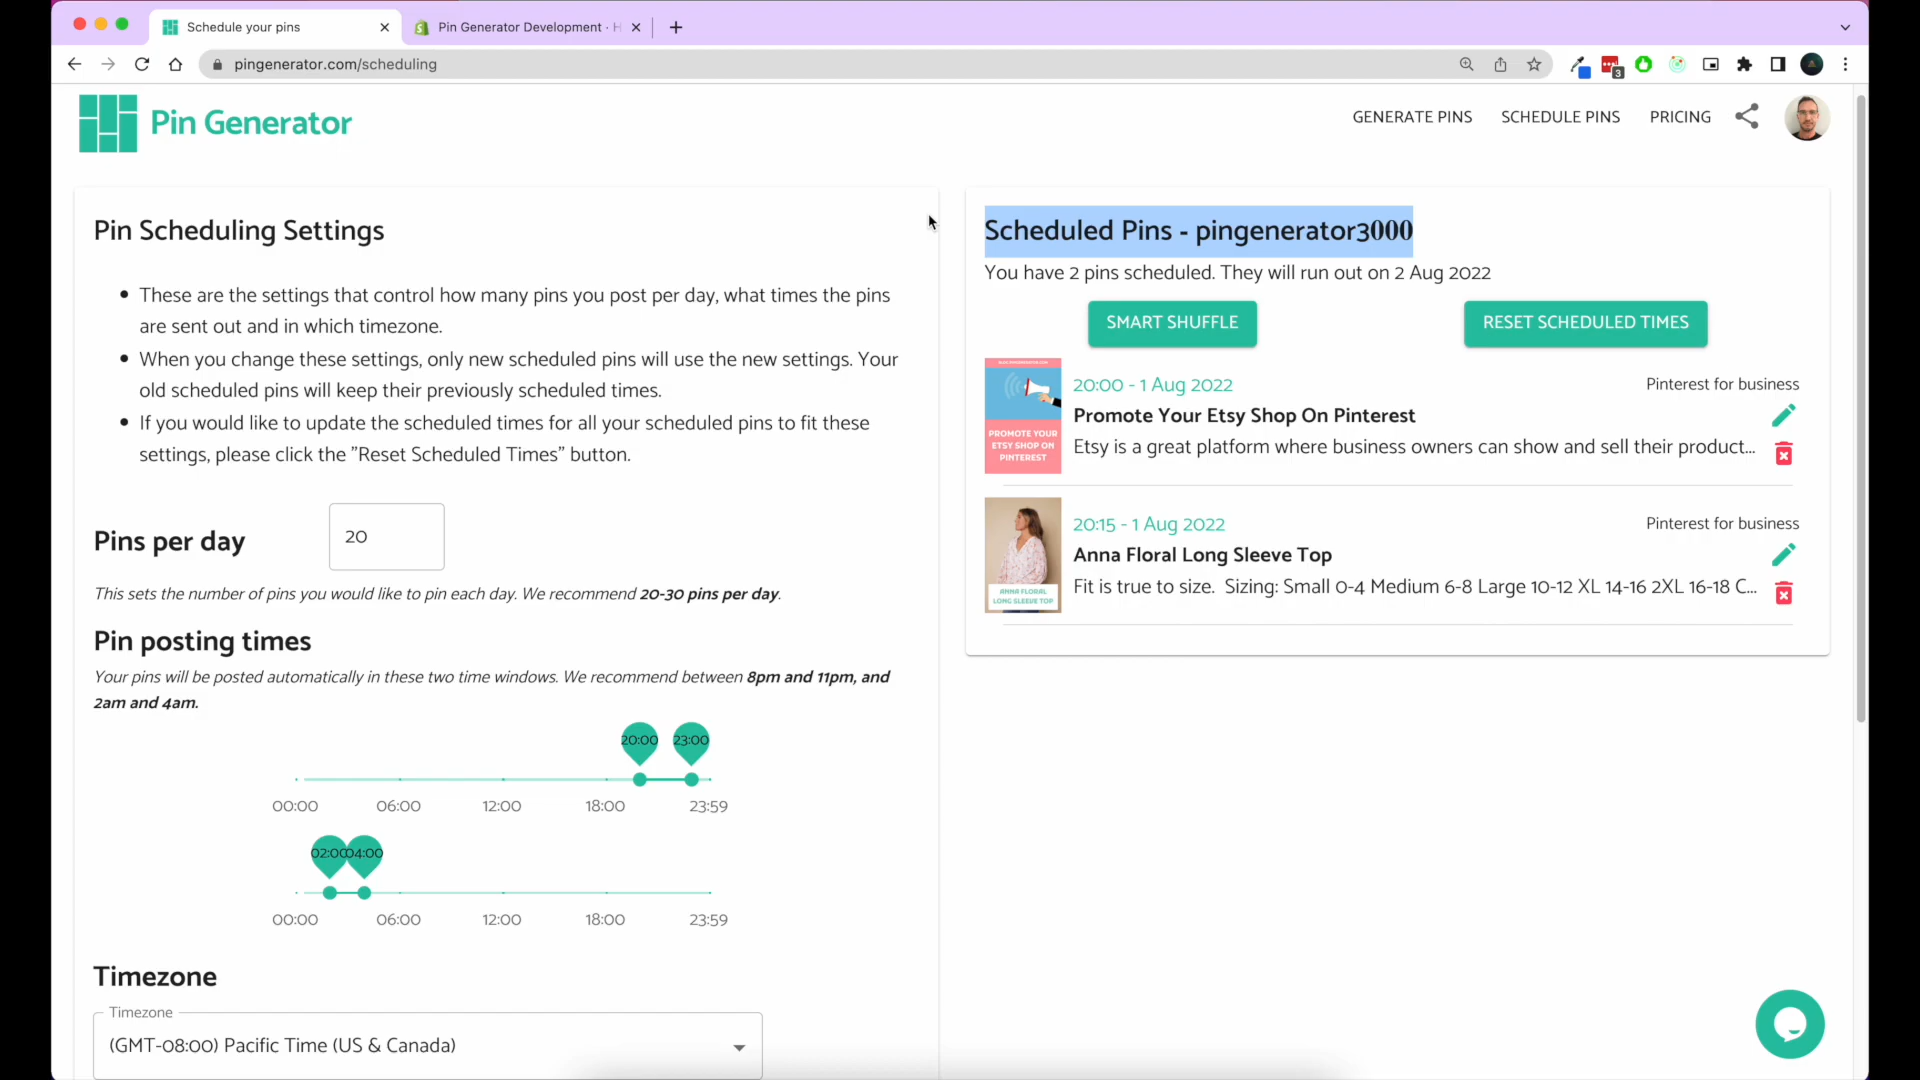 Schedule your pins
Pin Generator Development · H
pingenerator.com/scheduling
3
Pin Generator
GENERATE PINS
SCHEDULE PINS
PRICING
Pin Scheduling Settings
These are the settings that control how many pins you post per day, what times the pins
are sent out and in which timezone.
When you change these settings, only new scheduled pins will use the new settings. Your
old scheduled pins will keep their previously scheduled times.
If you would like to update the scheduled times for all your scheduled pins to fit these
settings, please click the "Reset Scheduled Times" button.
Pins per day
20
This sets the number of pins you would like to pin each day. We recommend 20-30 pins per day.
Pin posting times
Your pins will be posted automatically in these two time windows. We recommend between 8pm and 11pm, and
2am and 4am.
20:00 23:00
00:00 06:00 12:00 18:00 23:59
02:00 04:00
00:00 06:00 12:00 18:00 23:59
Timezone
Timezone
(GMT-08:00) Pacific Time (US & Canada)
Scheduled Pins - pingenerator3000
You have 2 pins scheduled. They will run out on 2 Aug 2022
SMART SHUFFLE
RESET SCHEDULED TIMES
PROMOTE YOUR
ETSY SHOP ON
PINTEREST
20:00 - 1 Aug 2022
Pinterest for business
Promote Your Etsy Shop On Pinterest
Etsy is a great platform where business owners can show and sell their product...
ANNA FLORAL
LONG SLEEVE TOP
20:15 - 1 Aug 2022
Pinterest for business
Anna Floral Long Sleeve Top
Fit is true to size. Sizing: Small 0-4 Medium 6-8 Large 10-12 XL 14-16 2XL 16-18 C...